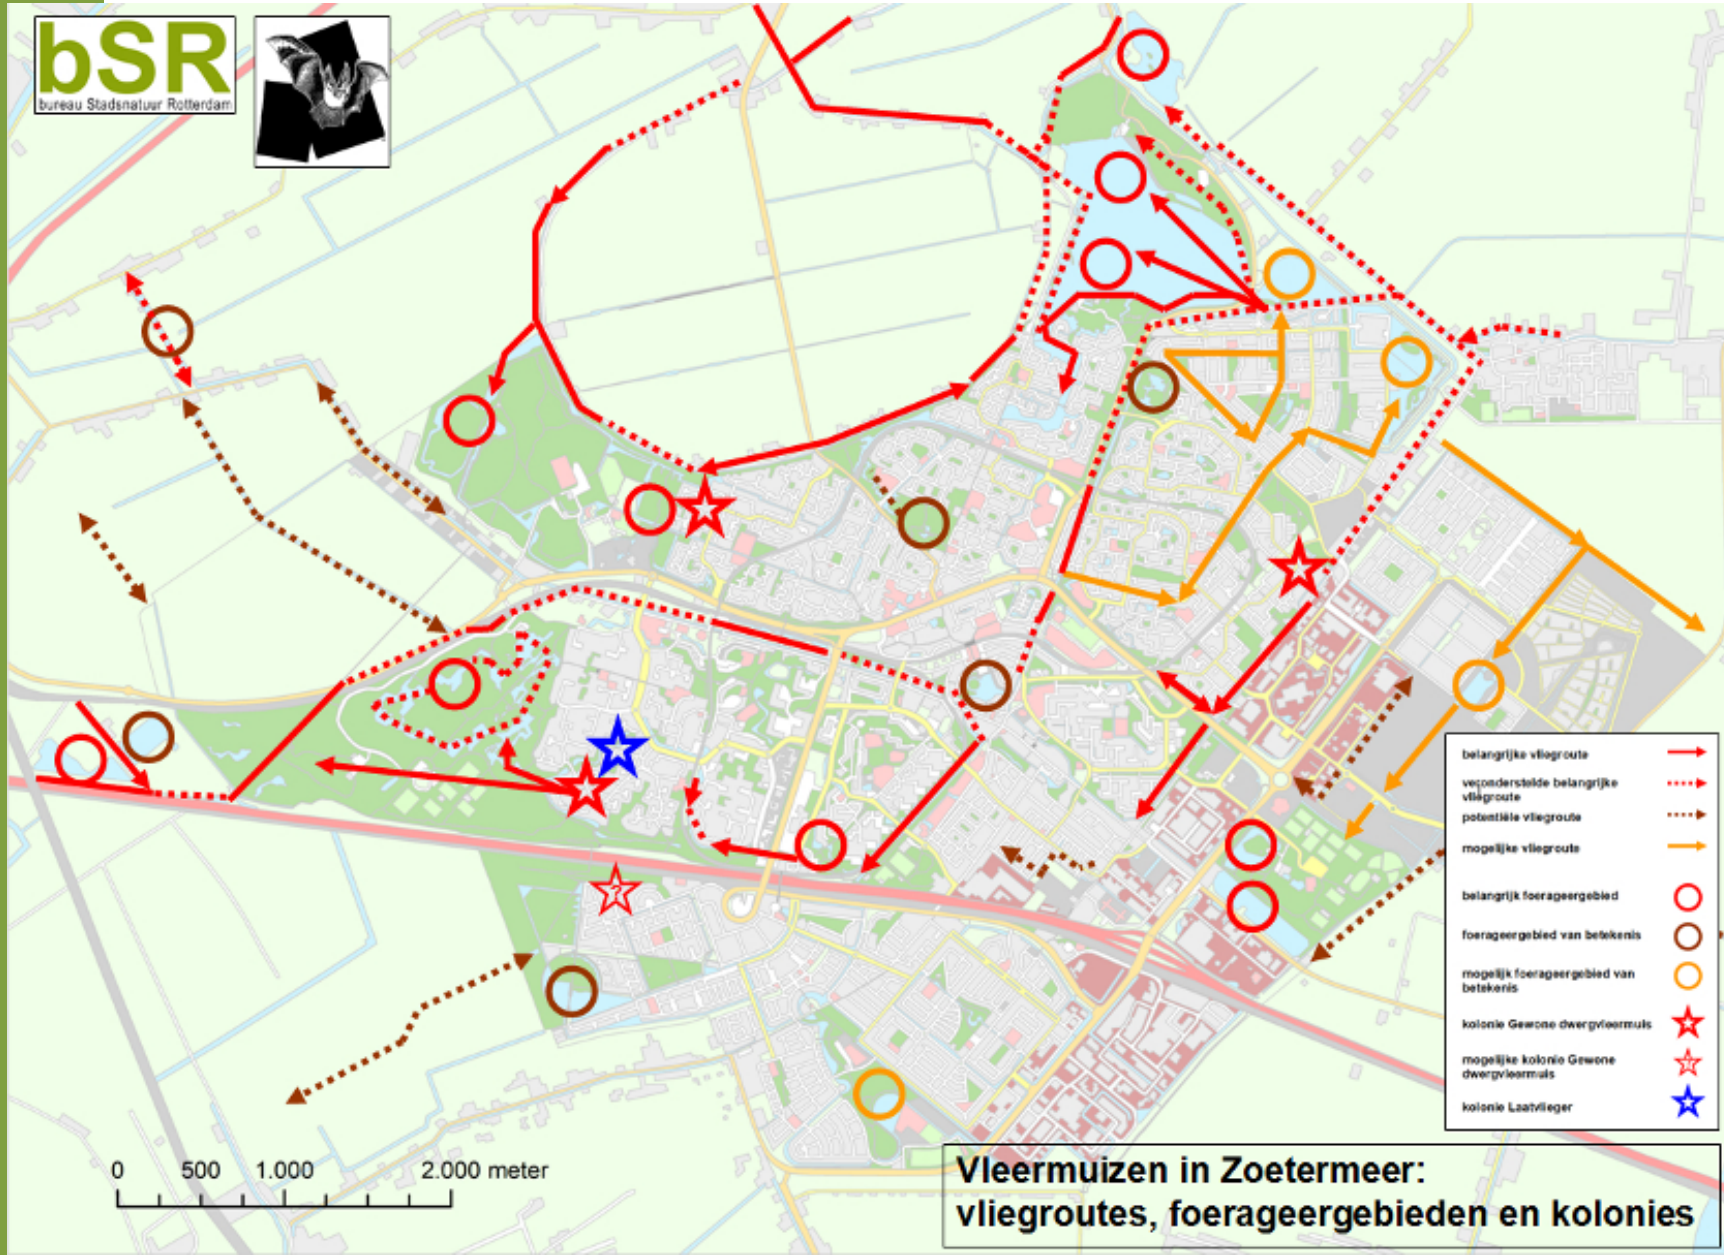 bSR
bureau Stadsnatuur Rotterdam
?
belangrijke vliegroute
veronderstelde belangrijke
vliegroute
potentiële vliegroute
mogelijke vliegroute
belangrijk foerageergebied
foerageergebied van betekenis
mogelijk foerageergebied van
betekenis
kolonie Gewone dwergvleermuis
mogelijke kolonie Gewone
dwergvleermuis
?
kolonie Laatvlieger
0 500 1.000 2.000 meter
Vleermuizen in Zoetermeer:
vliegroutes, foerageergebieden en kolonies